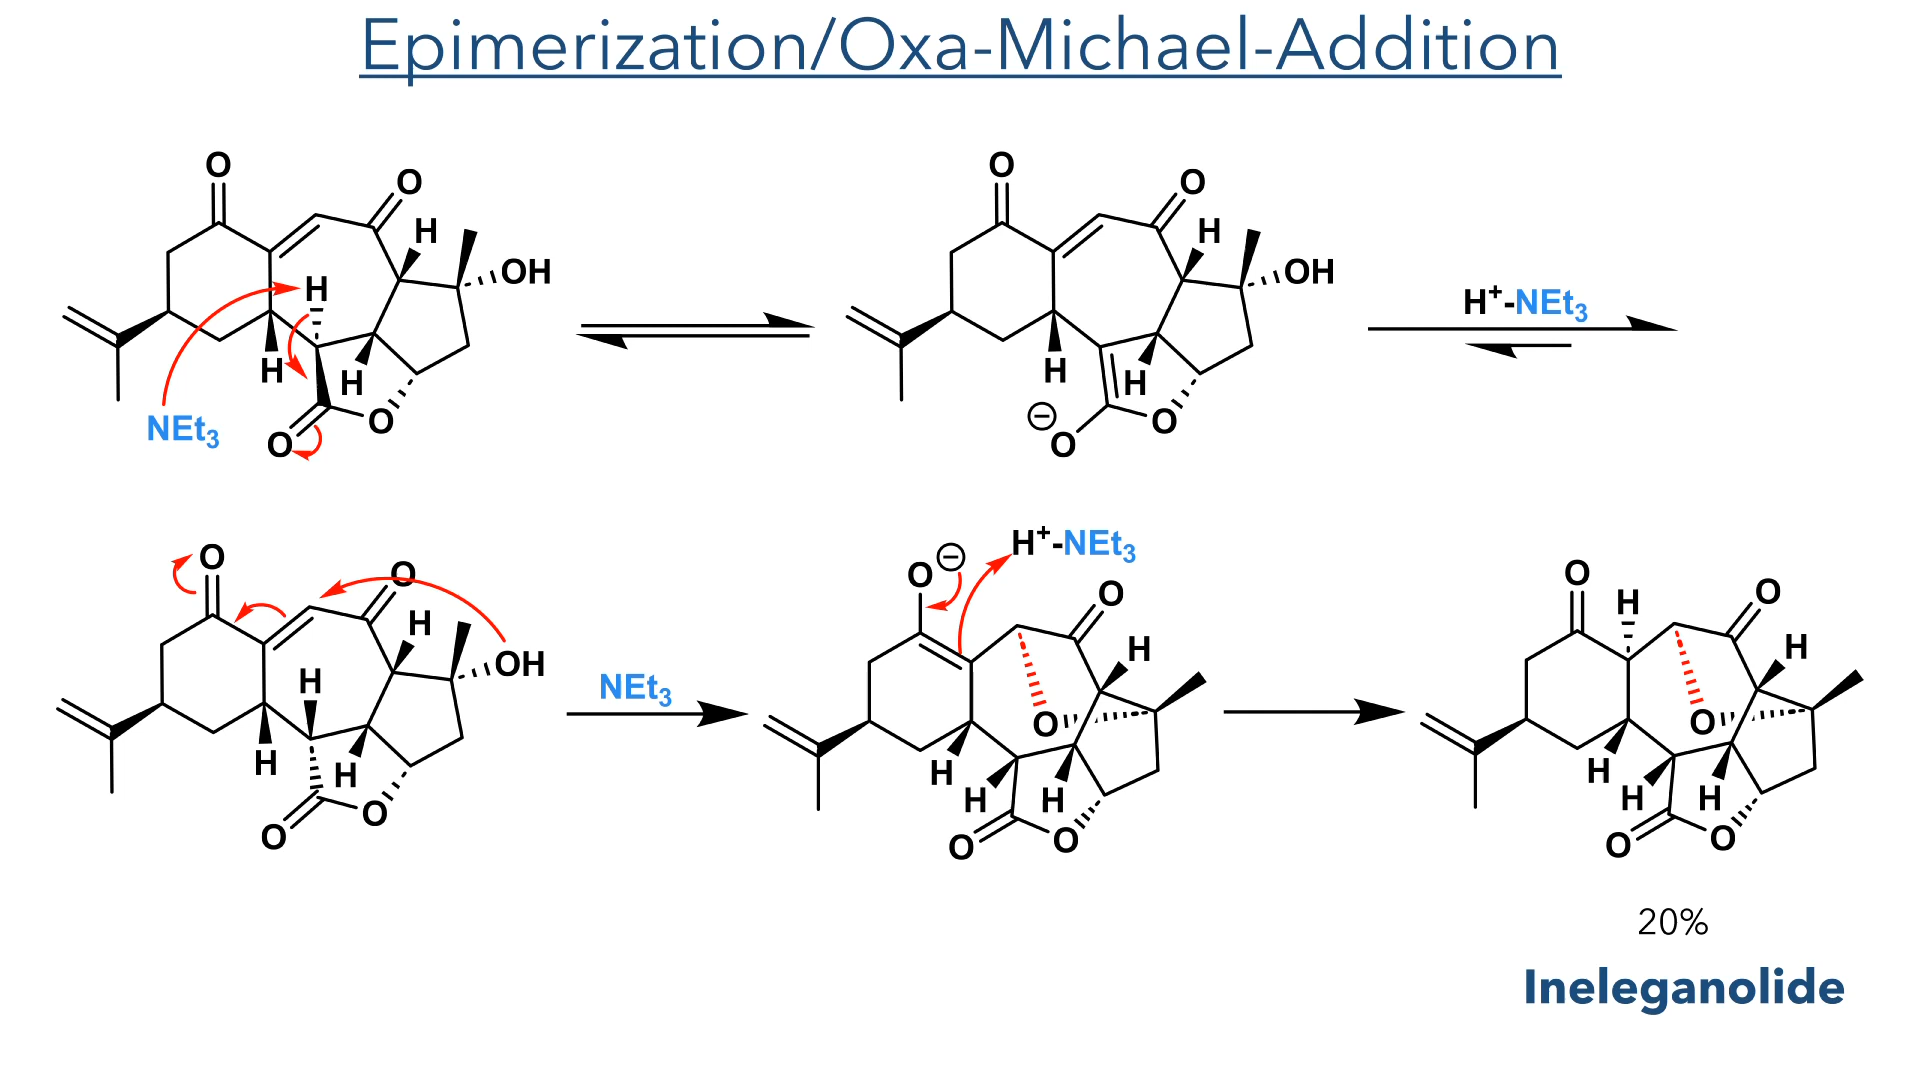 Epimerization/Oxa-Michael-Addition
O
O
H
OH
H
H
H
O
O
NEt3
O
O
H
OH
H
H
⊖
O
O
H+-NEt3
O
O
H
OH
H
H
H
O
O
NEt3
O
⊖
H+-NEt3
O
H
O
H
H
H
O
O
O
H
O
H
O
H
H
H
O
O
20%
Ineleganolide